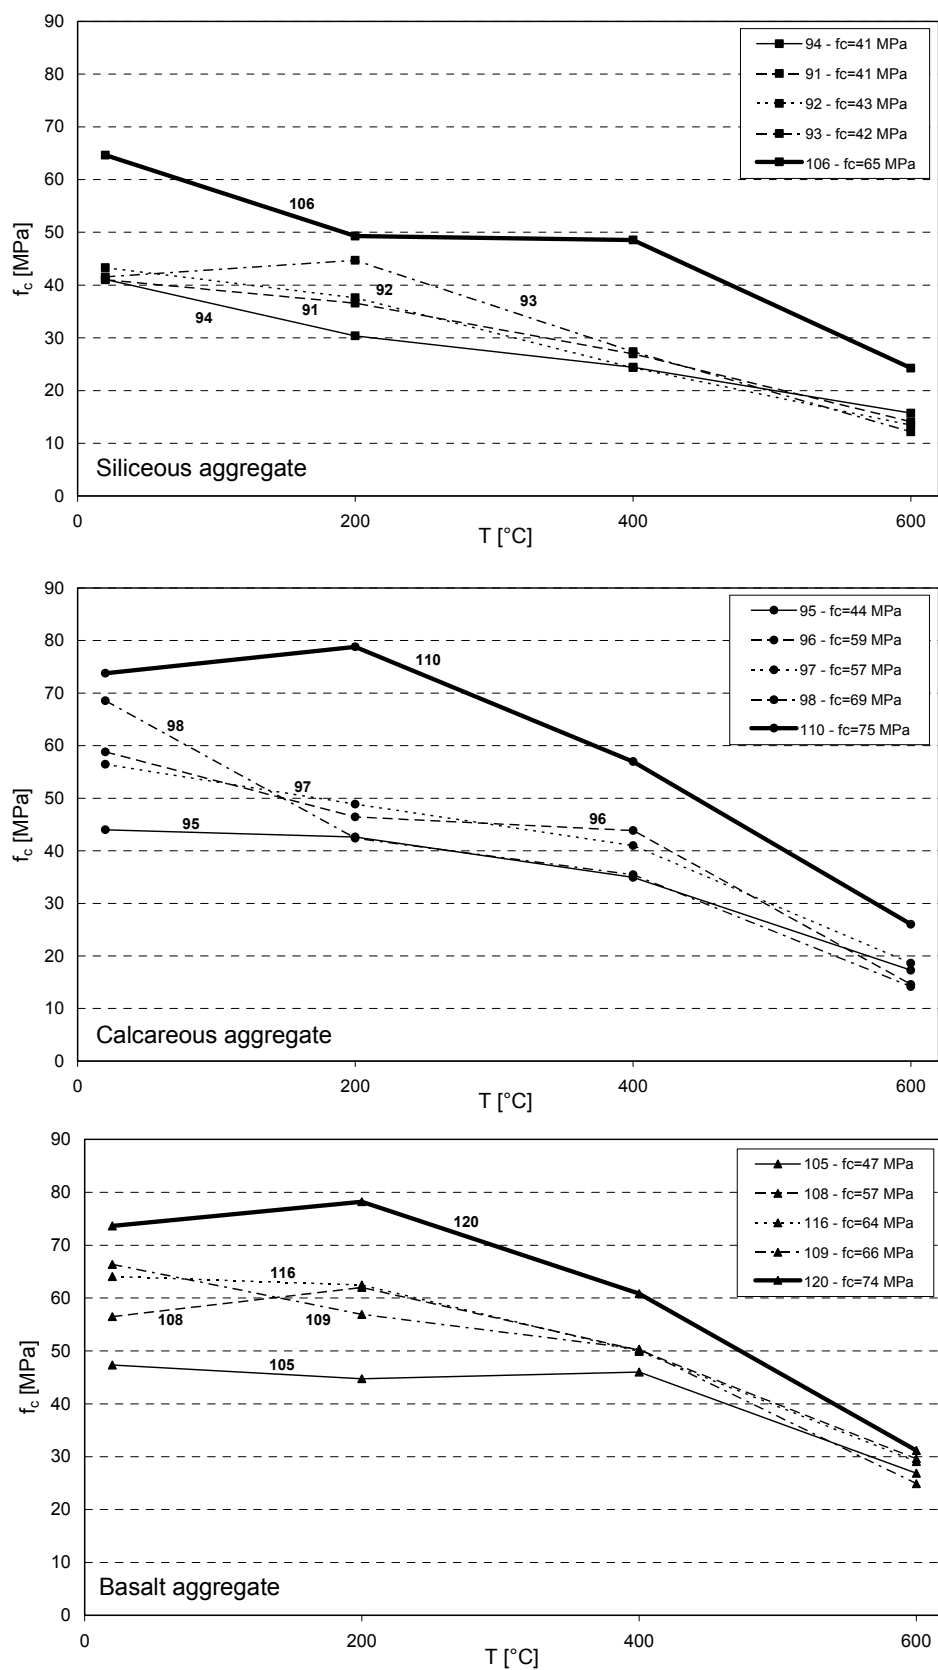 90
80
70
60
50
40
30
20
10
0
f_c [MPa]
94 - fc=41 MPa
91 - fc=41 MPa
92 - fc=43 MPa
93 - fc=42 MPa
106 - fc=65 MPa
106
92
93
91
94
Siliceous aggregate
0
200
400
600
T [°C]
90
80
70
60
50
40
30
20
10
0
f_c [MPa]
95 - fc=44 MPa
96 - fc=59 MPa
97 - fc=57 MPa
98 - fc=69 MPa
110 - fc=75 MPa
110
98
97
96
95
Calcareous aggregate
0
200
400
600
T [°C]
90
80
70
60
50
40
30
20
10
0
f_c [MPa]
105 - fc=47 MPa
108 - fc=57 MPa
116 - fc=64 MPa
109 - fc=66 MPa
120 - fc=74 MPa
120
116
108
109
105
Basalt aggregate
0
200
400
600
T [°C]